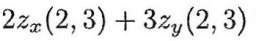 2z_x(2, 3) + 3z_y(2, 3)